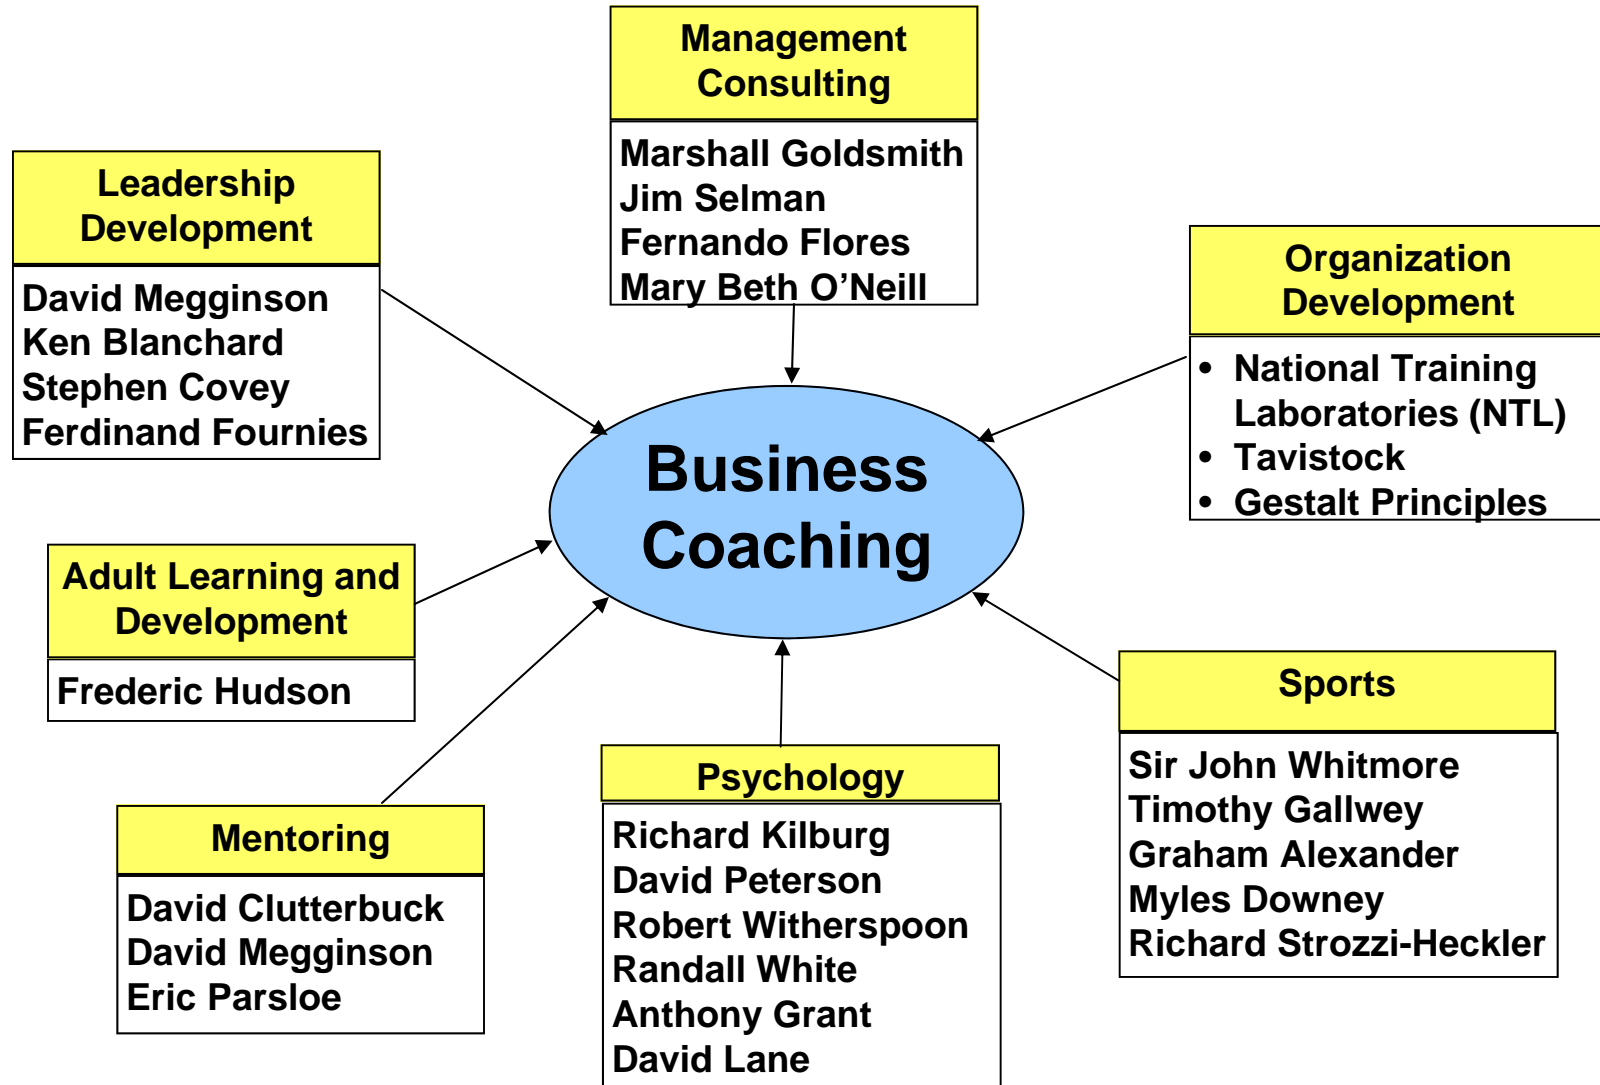 Management
Consulting
Marshall Goldsmith
Jim Selman
Fernando Flores
Mary Beth O’Neill
Leadership
Development
David Megginson
Ken Blanchard
Stephen Covey
Ferdinand Fournies
Organization
Development
• National Training
Laboratories (NTL)
• Tavistock
• Gestalt Principles
Business
Coaching
Adult Learning and
Development
Frederic Hudson
Sports
Sir John Whitmore
Timothy Gallwey
Graham Alexander
Myles Downey
Richard Strozzi-Heckler
Psychology
Richard Kilburg
David Peterson
Robert Witherspoon
Randall White
Anthony Grant
David Lane
Mentoring
David Clutterbuck
David Megginson
Eric Parsloe